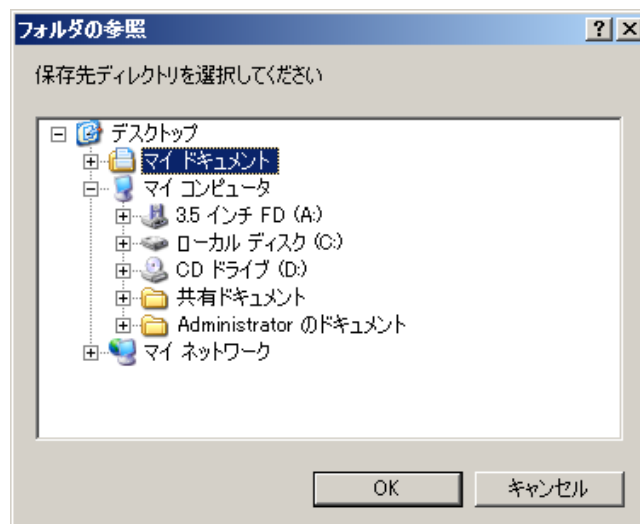 フォルダの参照
保存先ディレクトリを選択してください
デスクトップ
マイ ドキュメント
マイ コンピュータ
3.5 インチ FD (A:)
ローカル ディスク (C:)
CD ドライブ (D:)
共有ドキュメント
Administrator のドキュメント
マイ ネットワーク
OK キャンセル